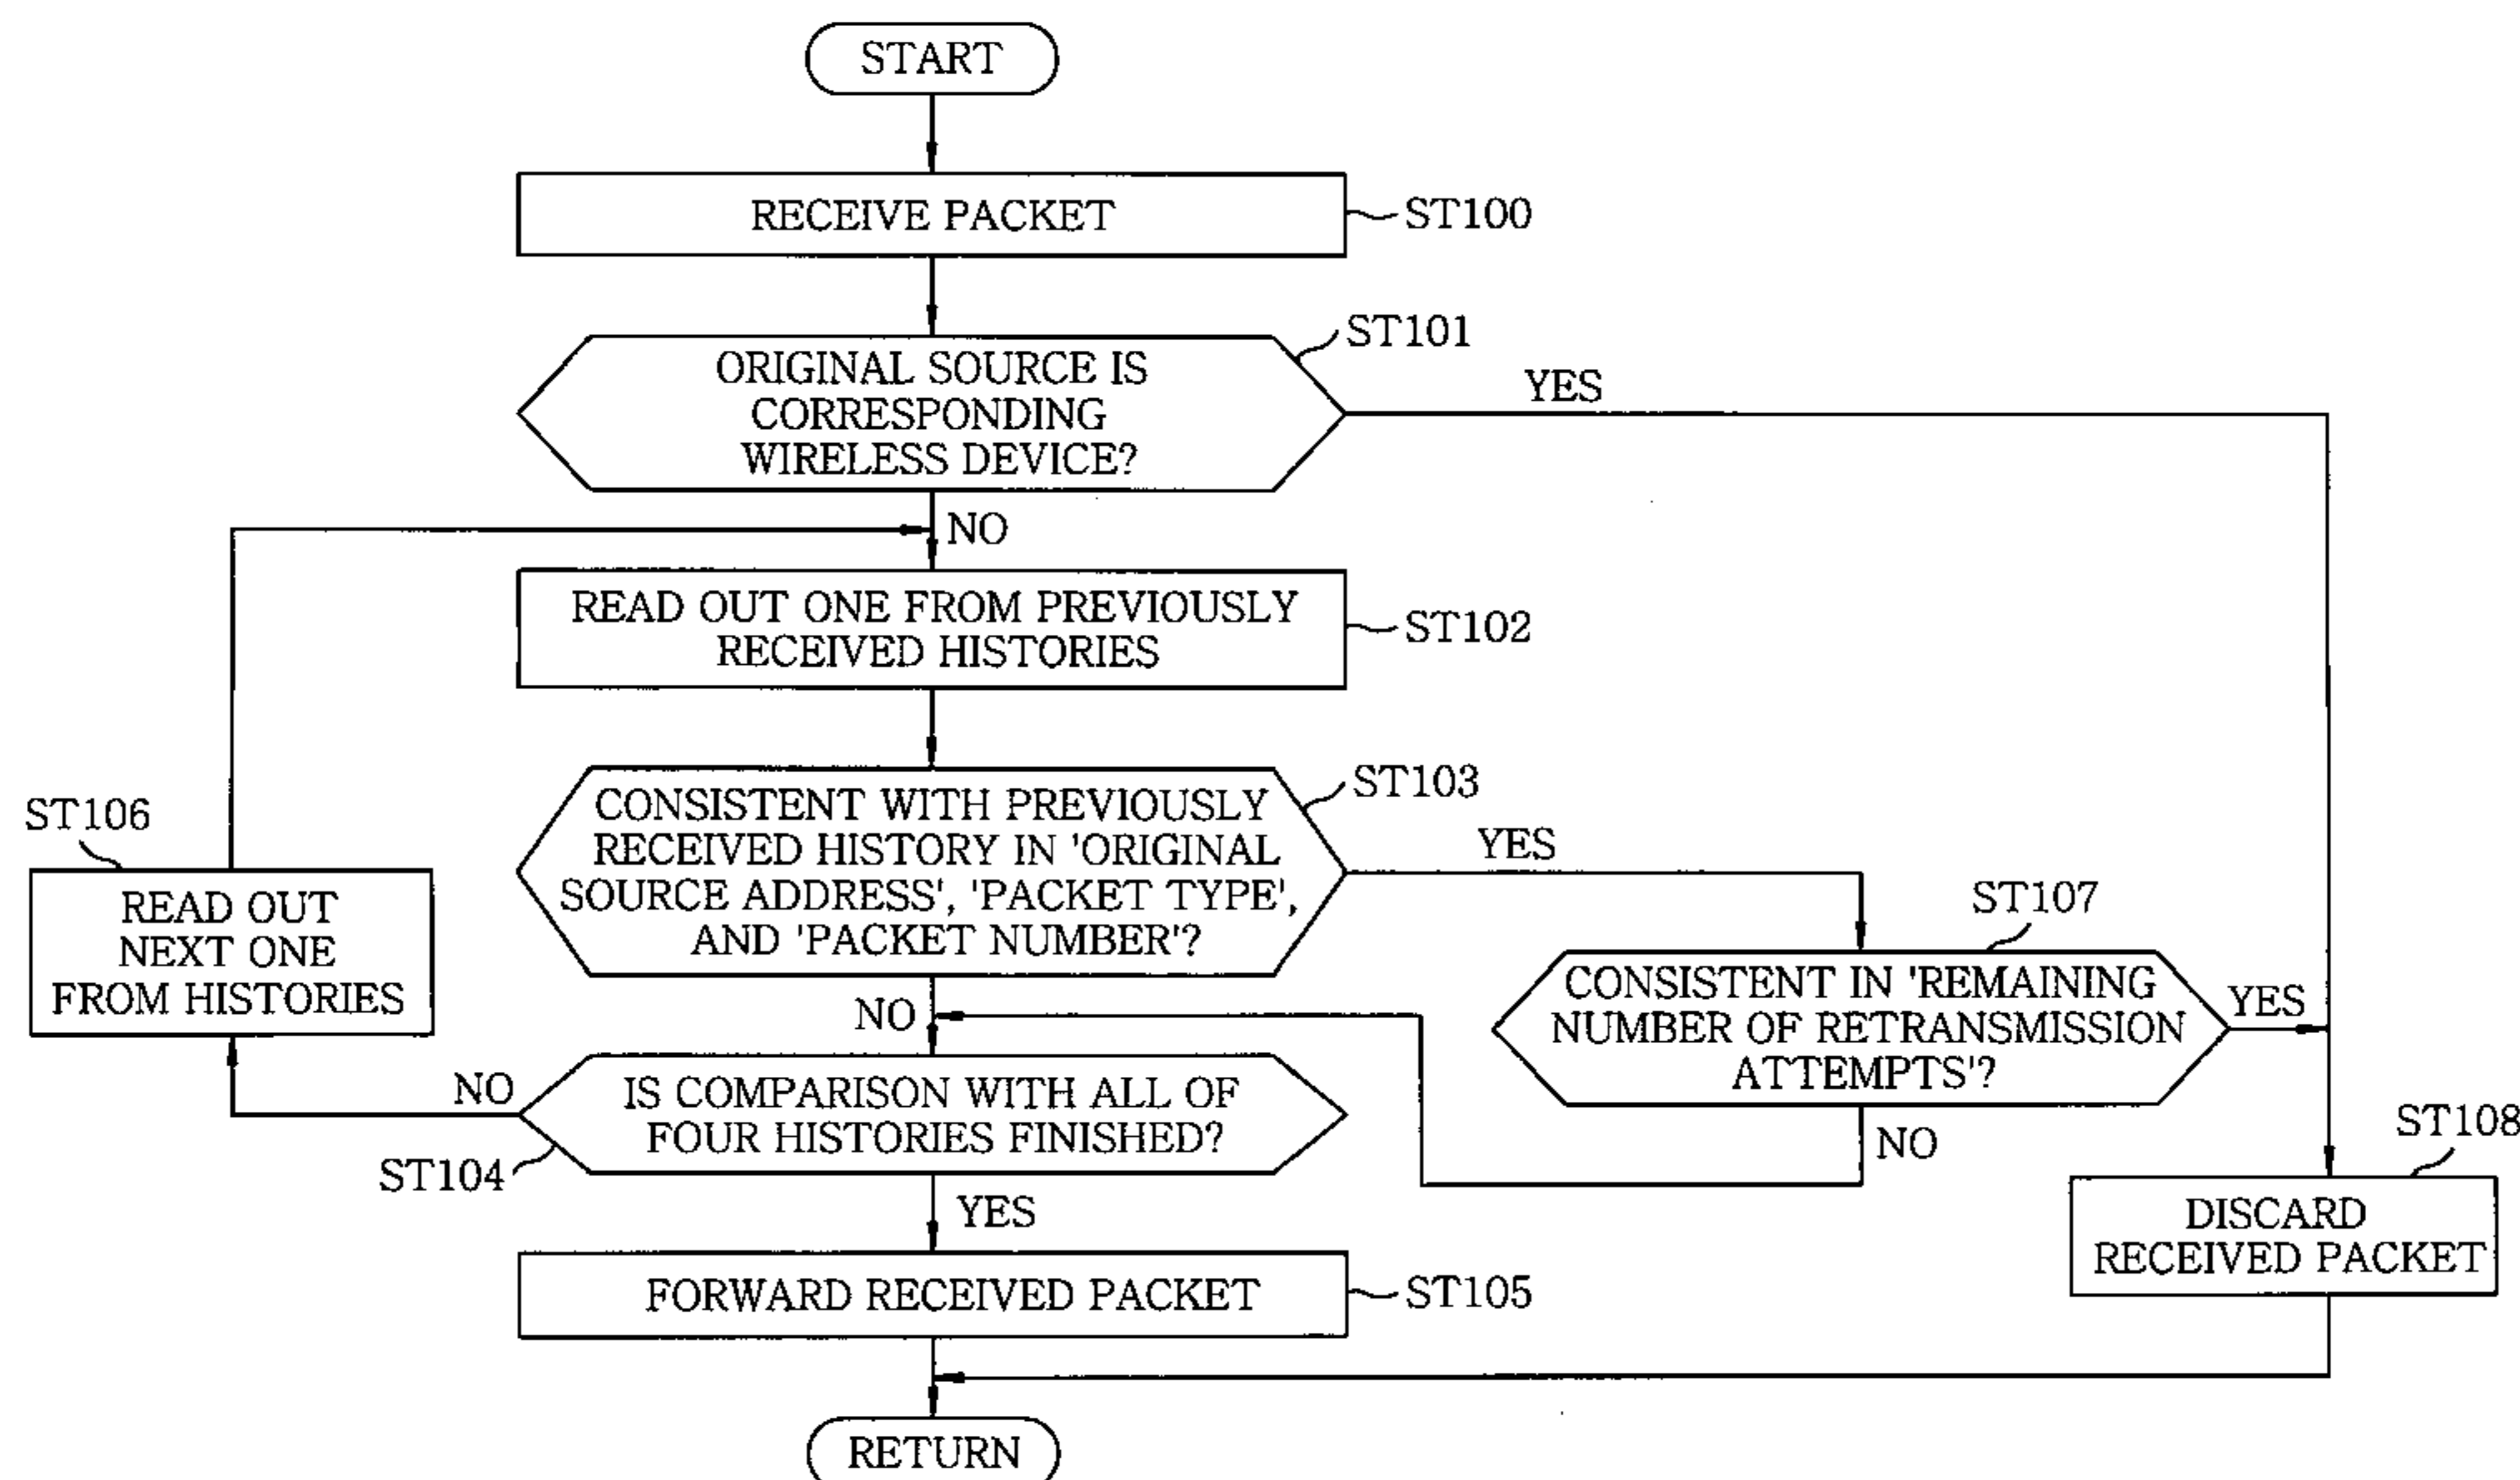 START
RECEIVE PACKET
ST100
ORIGINAL SOURCE IS
CORRESPONDING
WIRELESS DEVICE?
ST101
YES
NO
READ OUT ONE FROM PREVIOUSLY
RECEIVED HISTORIES
ST102
CONSISTENT WITH PREVIOUSLY
RECEIVED HISTORY IN 'ORIGINAL
SOURCE ADDRESS', 'PACKET TYPE',
AND 'PACKET NUMBER'?
ST103
YES
NO
ST106
READ OUT
NEXT ONE
FROM HISTORIES
ST107
CONSISTENT IN 'REMAINING
NUMBER OF RETRANSMISSION
ATTEMPTS'?
YES
NO
IS COMPARISON WITH ALL OF
FOUR HISTORIES FINISHED?
NO
ST104
YES
ST108
DISCARD
RECEIVED PACKET
FORWARD RECEIVED PACKET
ST105
RETURN